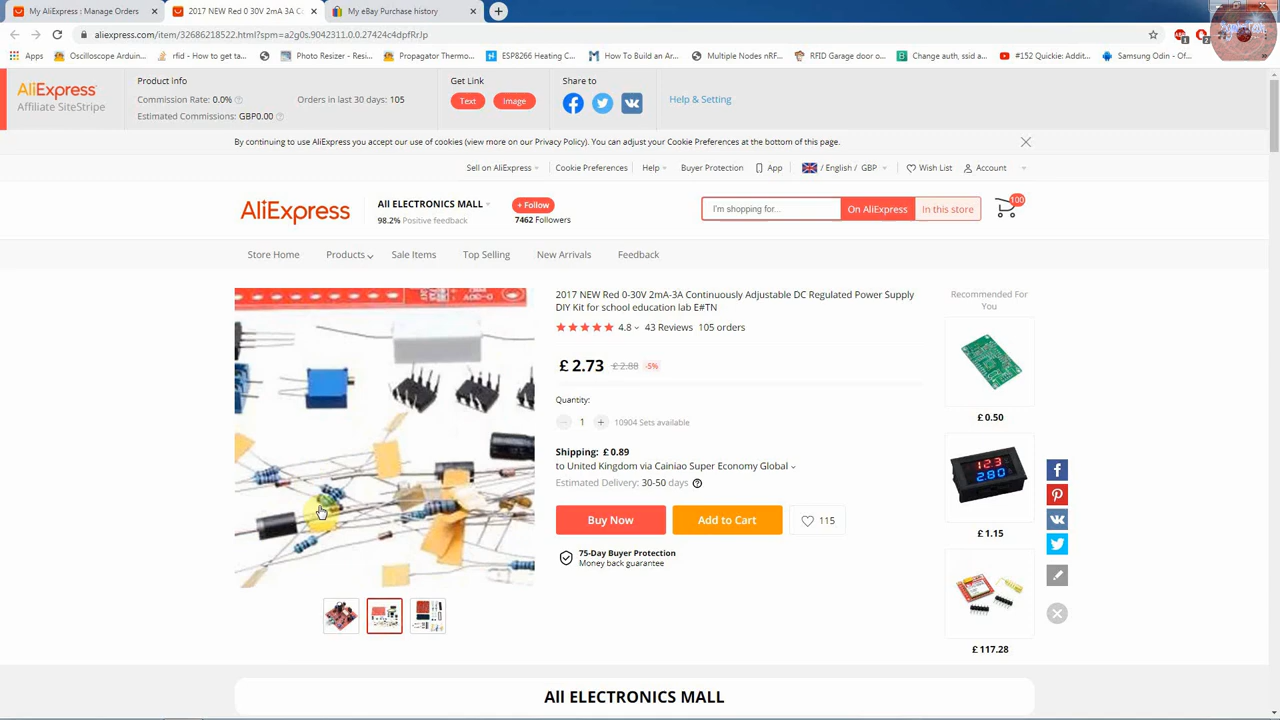 My AliExpress : Manage Orders
2017 NEW Red 0 30V 2mA 3A Co
My eBay Purchase history
aliexpress.com/item/32686218522.html?spm=a2g0s.9042311.0.0.27424c4dpfRrJp
Apps
Oscilloscope Arduin...
rfid - How to get ta...
Photo Resizer - Resi...
Propagator Thermo...
ESP8266 Heating C...
How To Build an Ar...
Multiple Nodes nRF...
RFID Garage door o...
Change auth, ssid a...
#152 Quickie: Addit...
Samsung Odin - Of...
AliExpress
Affiliate SiteStripe
Product Info
Commission Rate: 0.0%
Orders in last 30 days: 105
Estimated Commissions: GBP0.00
Get Link
Text
Image
Share to
Help & Setting
By continuing to use AliExpress you accept our use of cookies (view more on our Privacy Policy). You can adjust your Cookie Preferences at the bottom of this page.
Sell on AliExpress
Cookie Preferences
Help
Buyer Protection
App
/ English / GBP
Wish List
Account
AliExpress
All ELECTRONICS MALL
98.2% Positive feedback
+ Follow
7462 Followers
I'm shopping for...
On AliExpress
In this store
100
Store Home
Products
Sale Items
Top Selling
New Arrivals
Feedback
2017 NEW Red 0-30V 2mA-3A Continuously Adjustable DC Regulated Power Supply
DIY Kit for school education lab E#TN
4.8
43 Reviews
105 orders
£ 2.73
£ 2.88
-5%
Quantity:
1
10904 Sets available
Shipping: £ 0.89
to United Kingdom via Cainiao Super Economy Global
Estimated Delivery: 30-50 days
Buy Now
Add to Cart
115
75-Day Buyer Protection
Money back guarantee
Recommended For
You
£ 0.50
12.3
2.80
£ 1.15
£ 117.28
All ELECTRONICS MALL